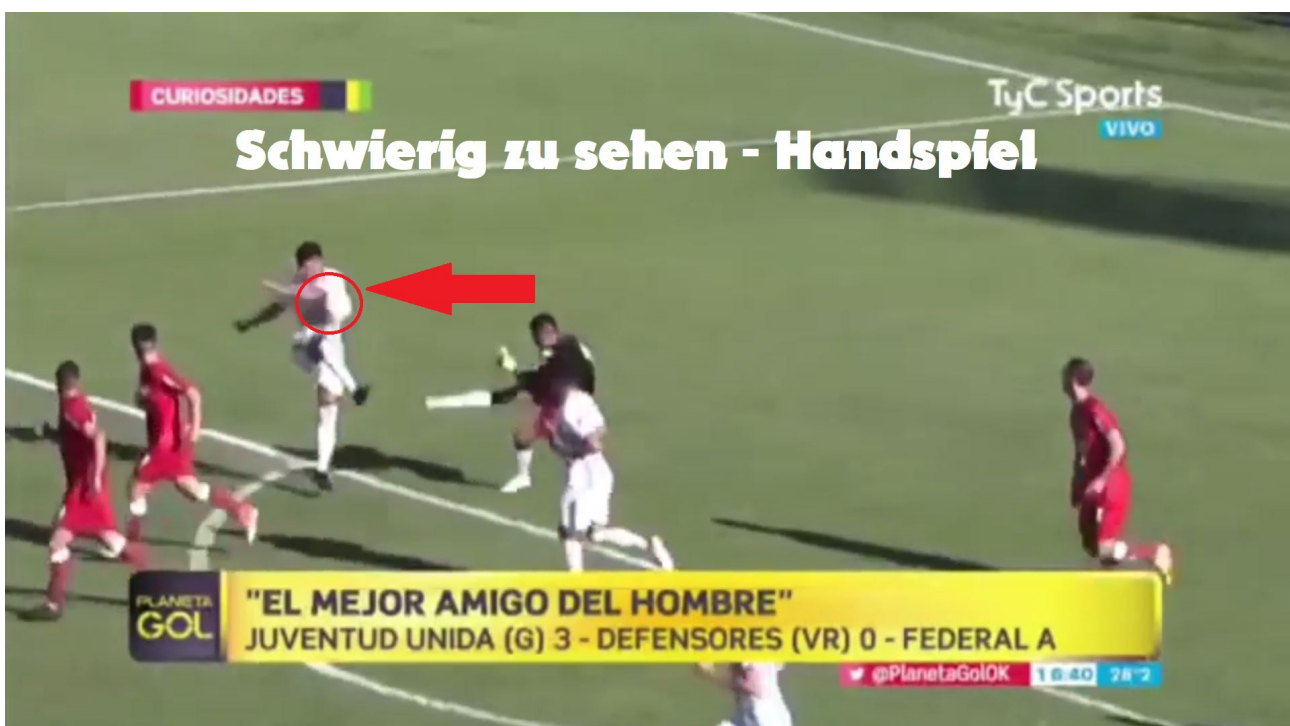 CURIOSIDADES
TyC Sports
VIVO
Schwierig zu sehen - Handspiel
PLANETA
GOL
"EL MEJOR AMIGO DEL HOMBRE"
JUVENTUD UNIDA (G) 3 - DEFENSORES (VR) 0 - FEDERAL A
@PlanetaGolOK 16:40 28°2